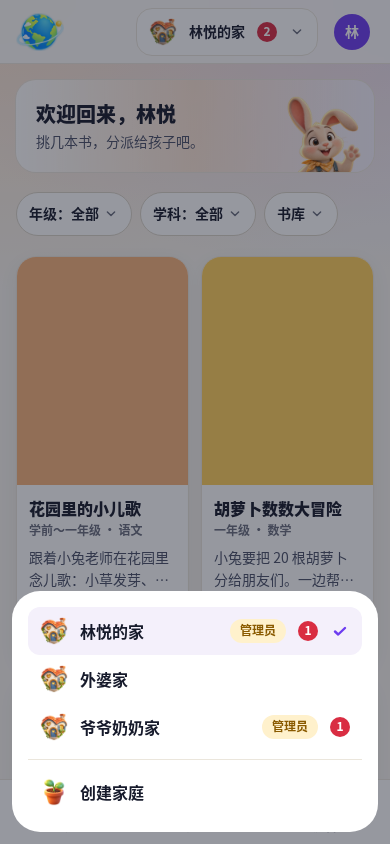 林悦的家 2
林
欢迎回来，林悦
挑几本书，分派给孩子吧。
年级：全部 学科：全部 书库
花园里的小儿歌
学前~一年级 · 语文
跟着小兔老师在花园里
念儿歌：小草发芽、…
胡萝卜数数大冒险
一年级 · 数学
小兔要把 20 根胡萝卜
分给朋友们。一边帮…
林悦的家 管理员 1
外婆家
爷爷奶奶家 管理员 1
创建家庭